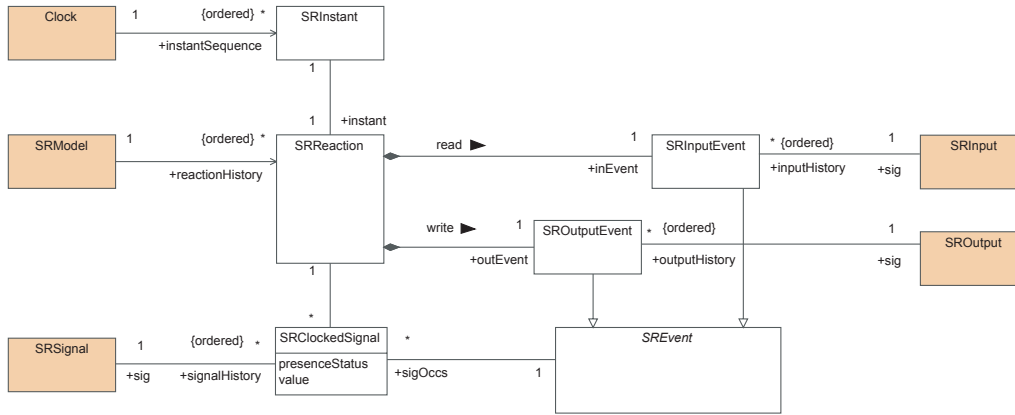 Clock
1
{ordered} *
+instantSequence
SRInstant
1
1
+instant
SRModel
1
{ordered} *
+reactionHistory
SRReaction
read ►
1
+inEvent
SRInputEvent
* {ordered}
+inputHistory
1
+sig
SRInput
write ►
1
+outEvent
SROutputEvent
* {ordered}
+outputHistory
1
+sig
SROutput
1
*
SRSignal
1
+sig
{ordered} *
+signalHistory
SRClockedSignal
presenceStatus
value
*
+sigOccs
1
SREvent